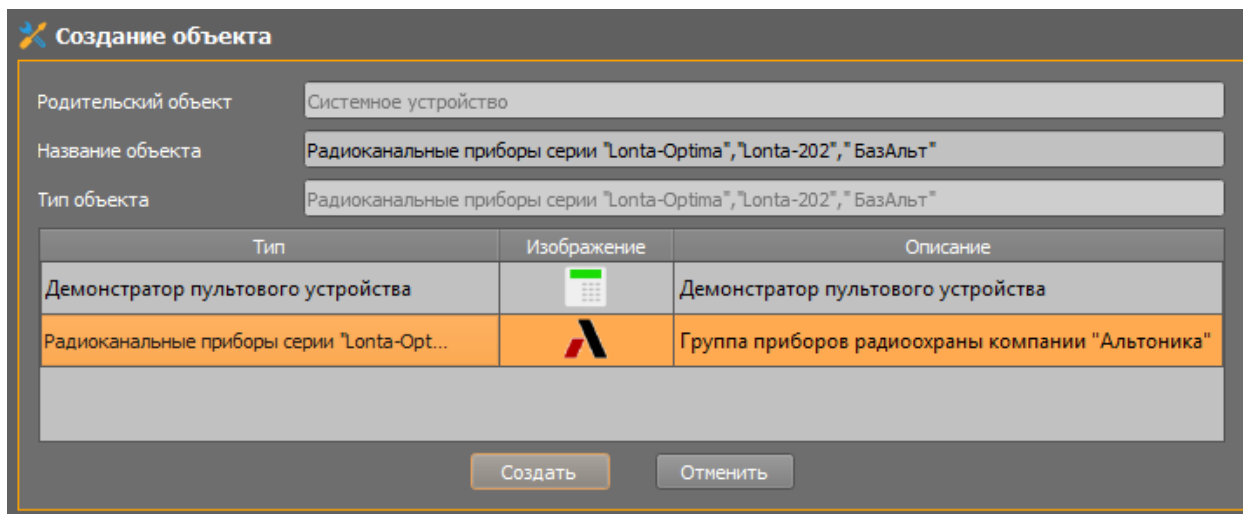 Создание объекта
Родительский объект Системное устройство
Название объекта Радиоканальные приборы серии "Lonta-Optima","Lonta-202"," БазАльт"
Тип объекта Радиоканальные приборы серии "Lonta-Optima","Lonta-202"," БазАльт"
Тип Изображение Описание
Демонстратор пультового устройства Демонстратор пультового устройства
Радиоканальные приборы серии "Lonta-Opt... Группа приборов радиоохраны компании "Альтоника"
Создать Отменить